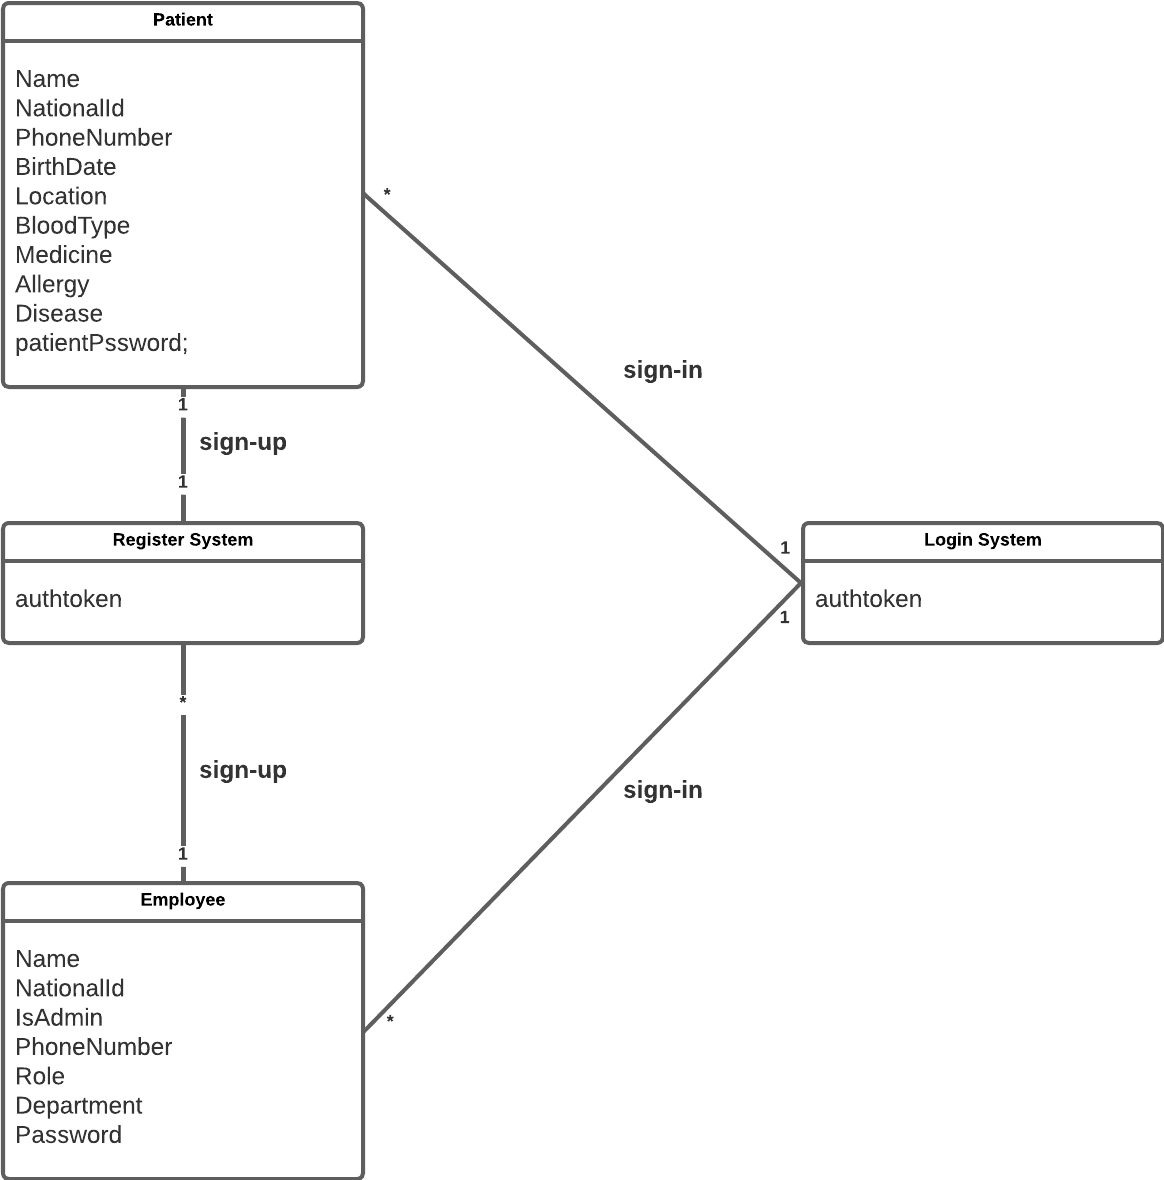 Patient
Name
NationalId
PhoneNumber
BirthDate
Location
BloodType
Medicine
Allergy
Disease
patientPssword;
*
sign-in
1
sign-up
1
1
Register System
authtoken
Login System
authtoken
1
*
sign-up
sign-in
1
Employee
*
Name
NationalId
IsAdmin
PhoneNumber
Role
Department
Password